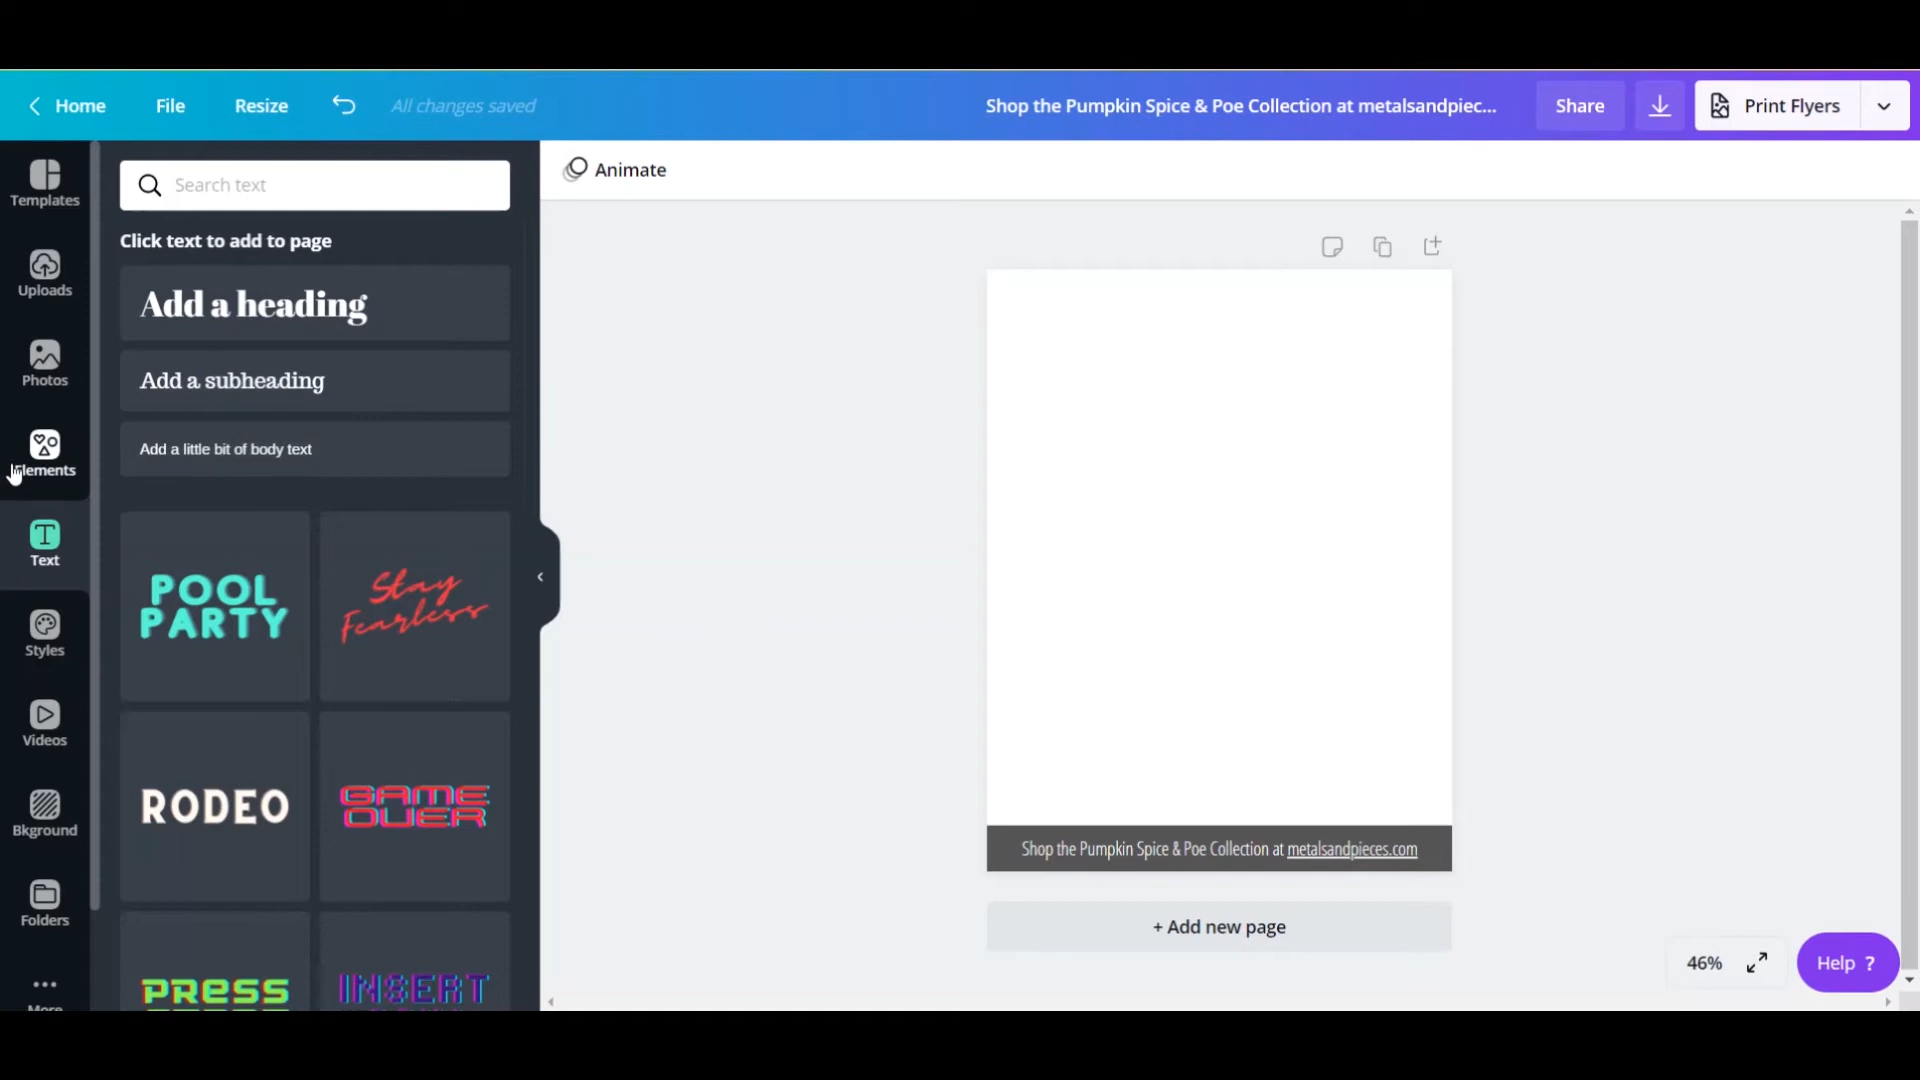 Home File Resize All changes saved Shop the Pumpkin Spice & Poe Collection at metalsandpiec... Share Print Flyers
Templates
Uploads
Photos
Elements
Text
Styles
Videos
Bkground
Folders
More
Search text
Click text to add to page
Add a heading
Add a subheading
Add a little bit of body text
POOL
PARTY
Stay
Fearless
RODEO
GAME
OVER
PRESS
INSERT
Animate
Shop the Pumpkin Spice & Poe Collection at metalsandpieces.com
+ Add new page
46%
Help ?